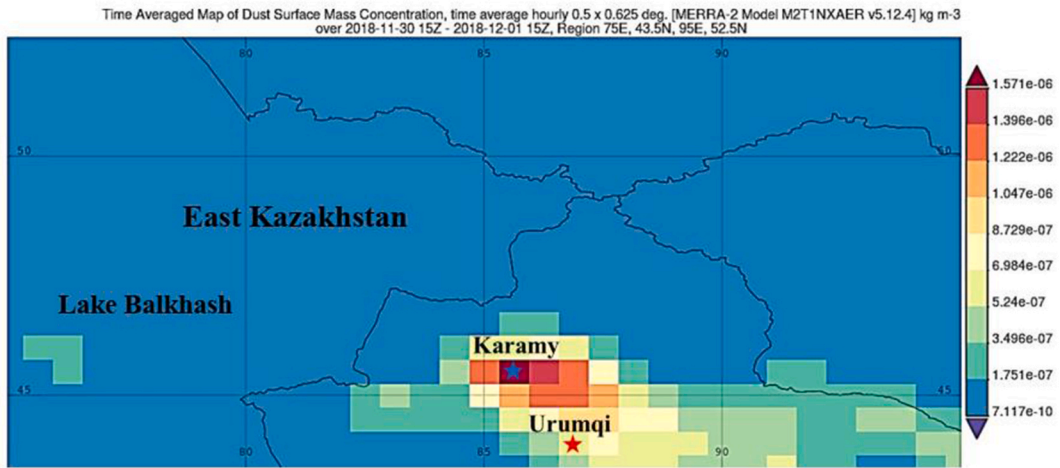 Time Averaged Map of Dust Surface Mass Concentration, time average hourly 0.5 x 0.625 deg. [MERRA-2 Model M2T1NXAER v5.12.4] kg m-3
over 2018-11-30 15Z - 2018-12-01 15Z, Region 75E, 43.5N, 95E, 52.5N
80 85 90
1.571e-06
1.396e-06
50 50
1.222e-06
1.047e-06
East Kazakhstan
8.729e-07
6.984e-07
Lake Balkhash
5.24e-07
3.496e-07
Karamy
1.751e-07
45 45
7.117e-10
Urumqi
80 85 90